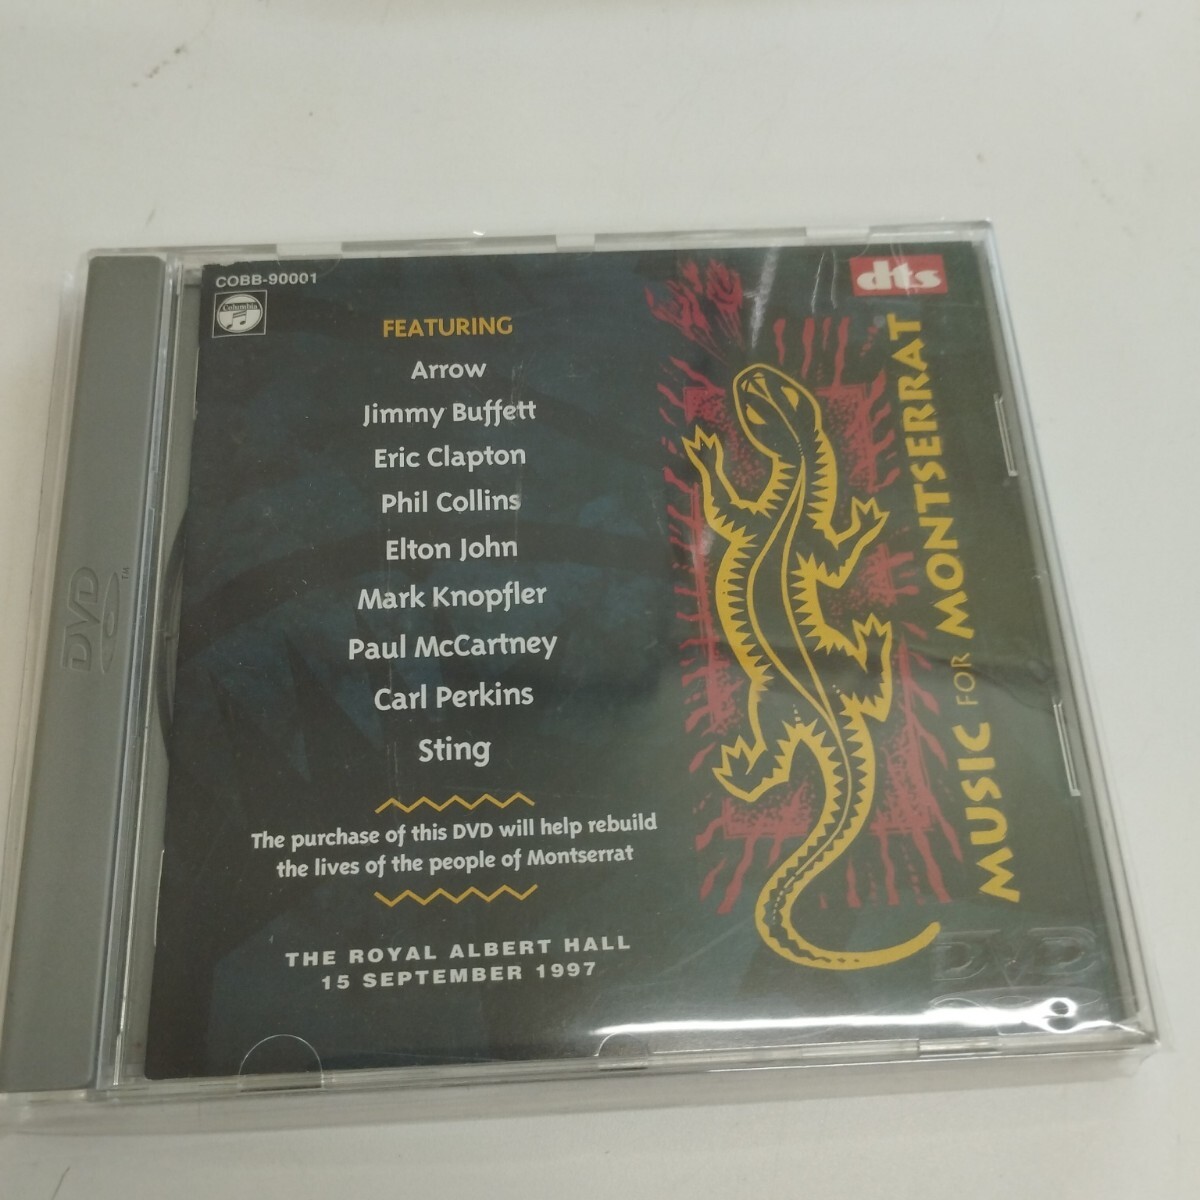 COBB-90001
Columbia
dts
FEATURING
Arrow
Jimmy Buffett
Eric Clapton
Phil Collins
Elton John
Mark Knopfler
Paul McCartney
Carl Perkins
Sting
The purchase of this DVD will help rebuild
the lives of the people of Montserrat
THE ROYAL ALBERT HALL
15 SEPTEMBER 1997
MUSIC FOR MONTSERRAT
DVD
DVD™